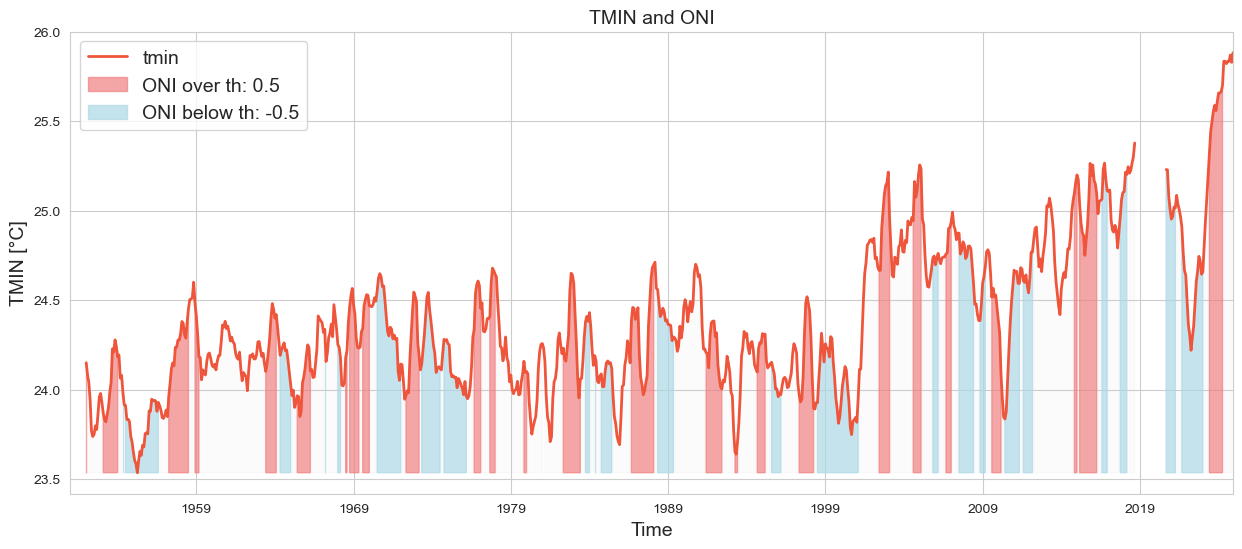 TMIN and ONI
TMIN [°C]
26.0
25.5
25.0
24.5
24.0
23.5
tmin
ONI over th: 0.5
ONI below th: -0.5
1959
1969
1979
1989
1999
2009
2019
Time